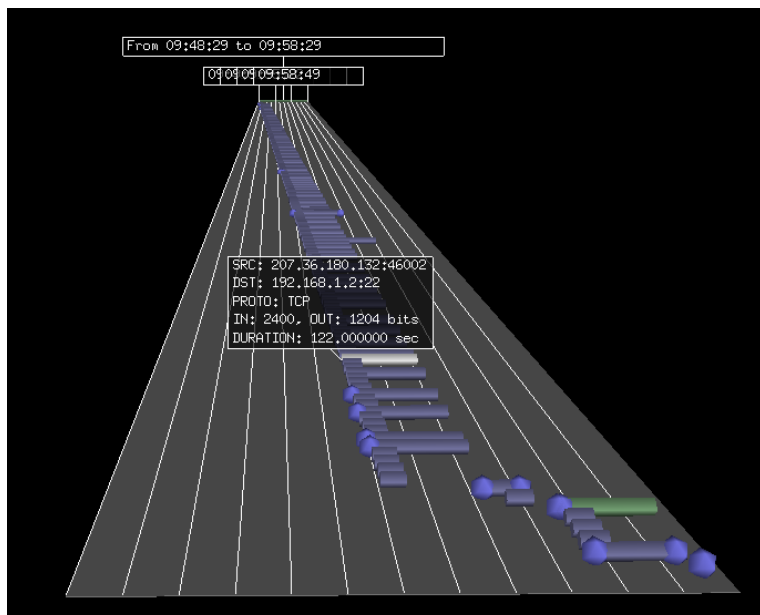 From 09:48:29 to 09:58:29
09:58:49
SRC: 207.36.180.132:46002
DST: 192.168.1.2:22
PROTO: TCP
IN: 2400, OUT: 1204 bits
DURATION: 122.000000 sec